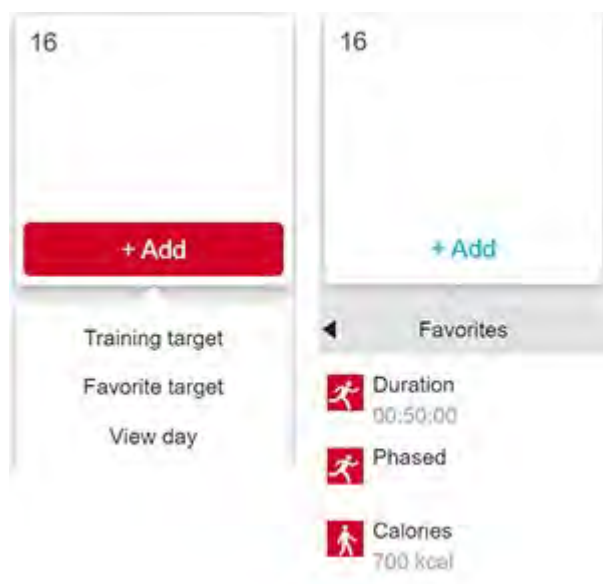 16
+ Add
Training target
Favorite target
View day
16
+ Add
Favorites
Duration
00:50:00
Phased
Calories
700 kcal